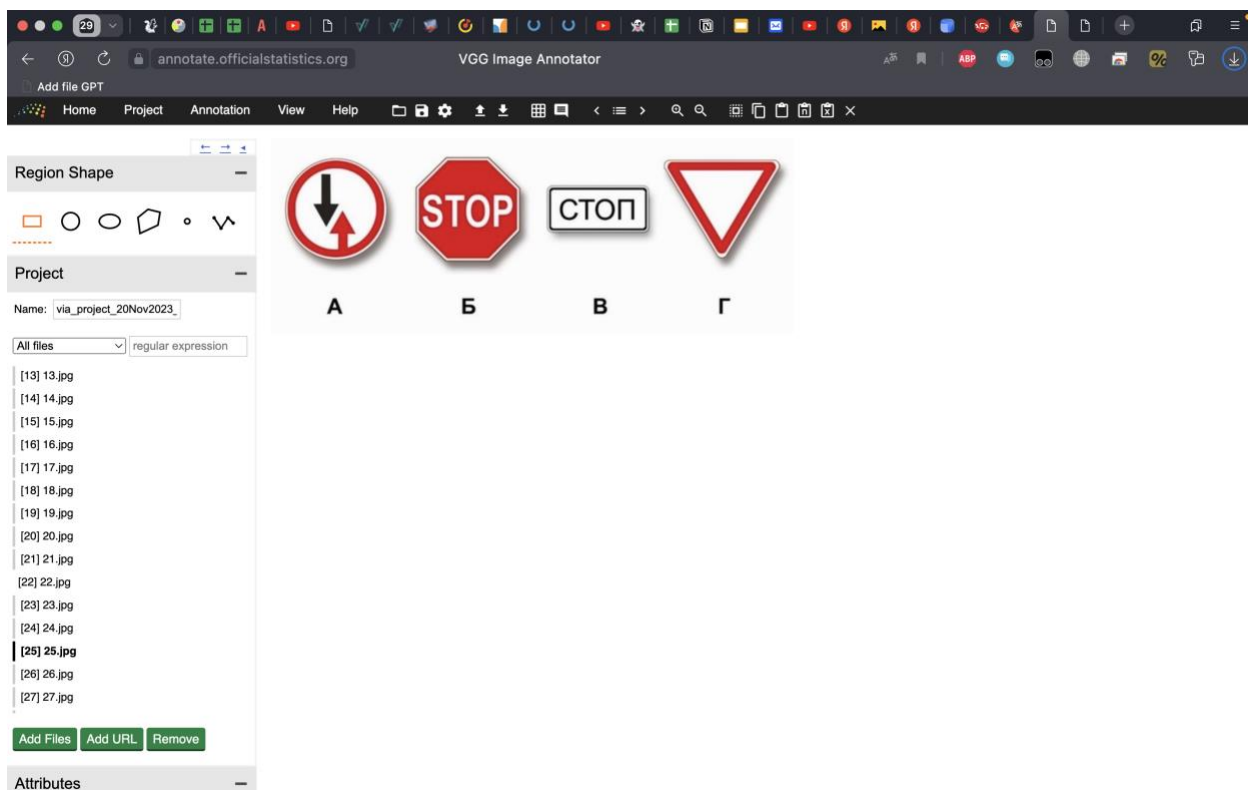 29
annotate.officialstatistics.org
VGG Image Annotator
ABP
Add file GPT
Home Project Annotation View Help
Region Shape
STOP
СТОП
А Б В Г
Project
Name: via_project_20Nov2023_
All files regular expression
[13] 13.jpg
[14] 14.jpg
[15] 15.jpg
[16] 16.jpg
[17] 17.jpg
[18] 18.jpg
[19] 19.jpg
[20] 20.jpg
[21] 21.jpg
[22] 22.jpg
[23] 23.jpg
[24] 24.jpg
[25] 25.jpg
[26] 26.jpg
[27] 27.jpg
Add Files Add URL Remove
Attributes